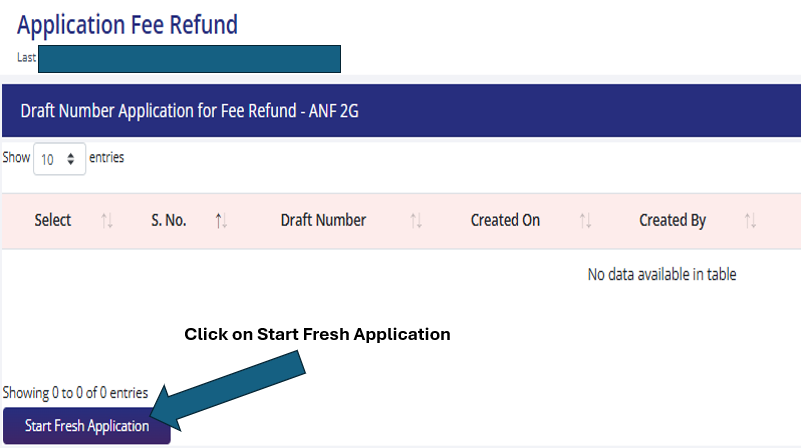 Application Fee Refund
Last
Draft Number Application for Fee Refund - ANF 2G
Show 10 entries
Select S. No. Draft Number Created On Created By
No data available in table
Click on Start Fresh Application
Showing 0 to 0 of 0 entries
Start Fresh Application